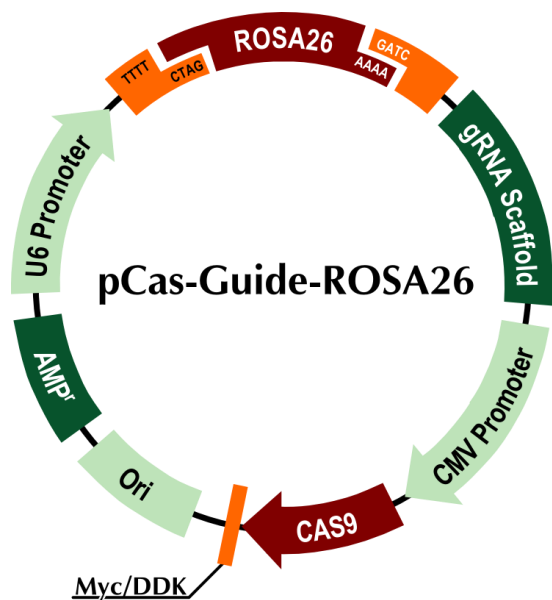 ROSA26
GATC
TTTT
CTAG
AAAA
gRNA Scaffold
U6 Promoter
pCas-Guide-ROSA26
AMPʳ
CMV Promoter
Ori
CAS9
Myc/DDK